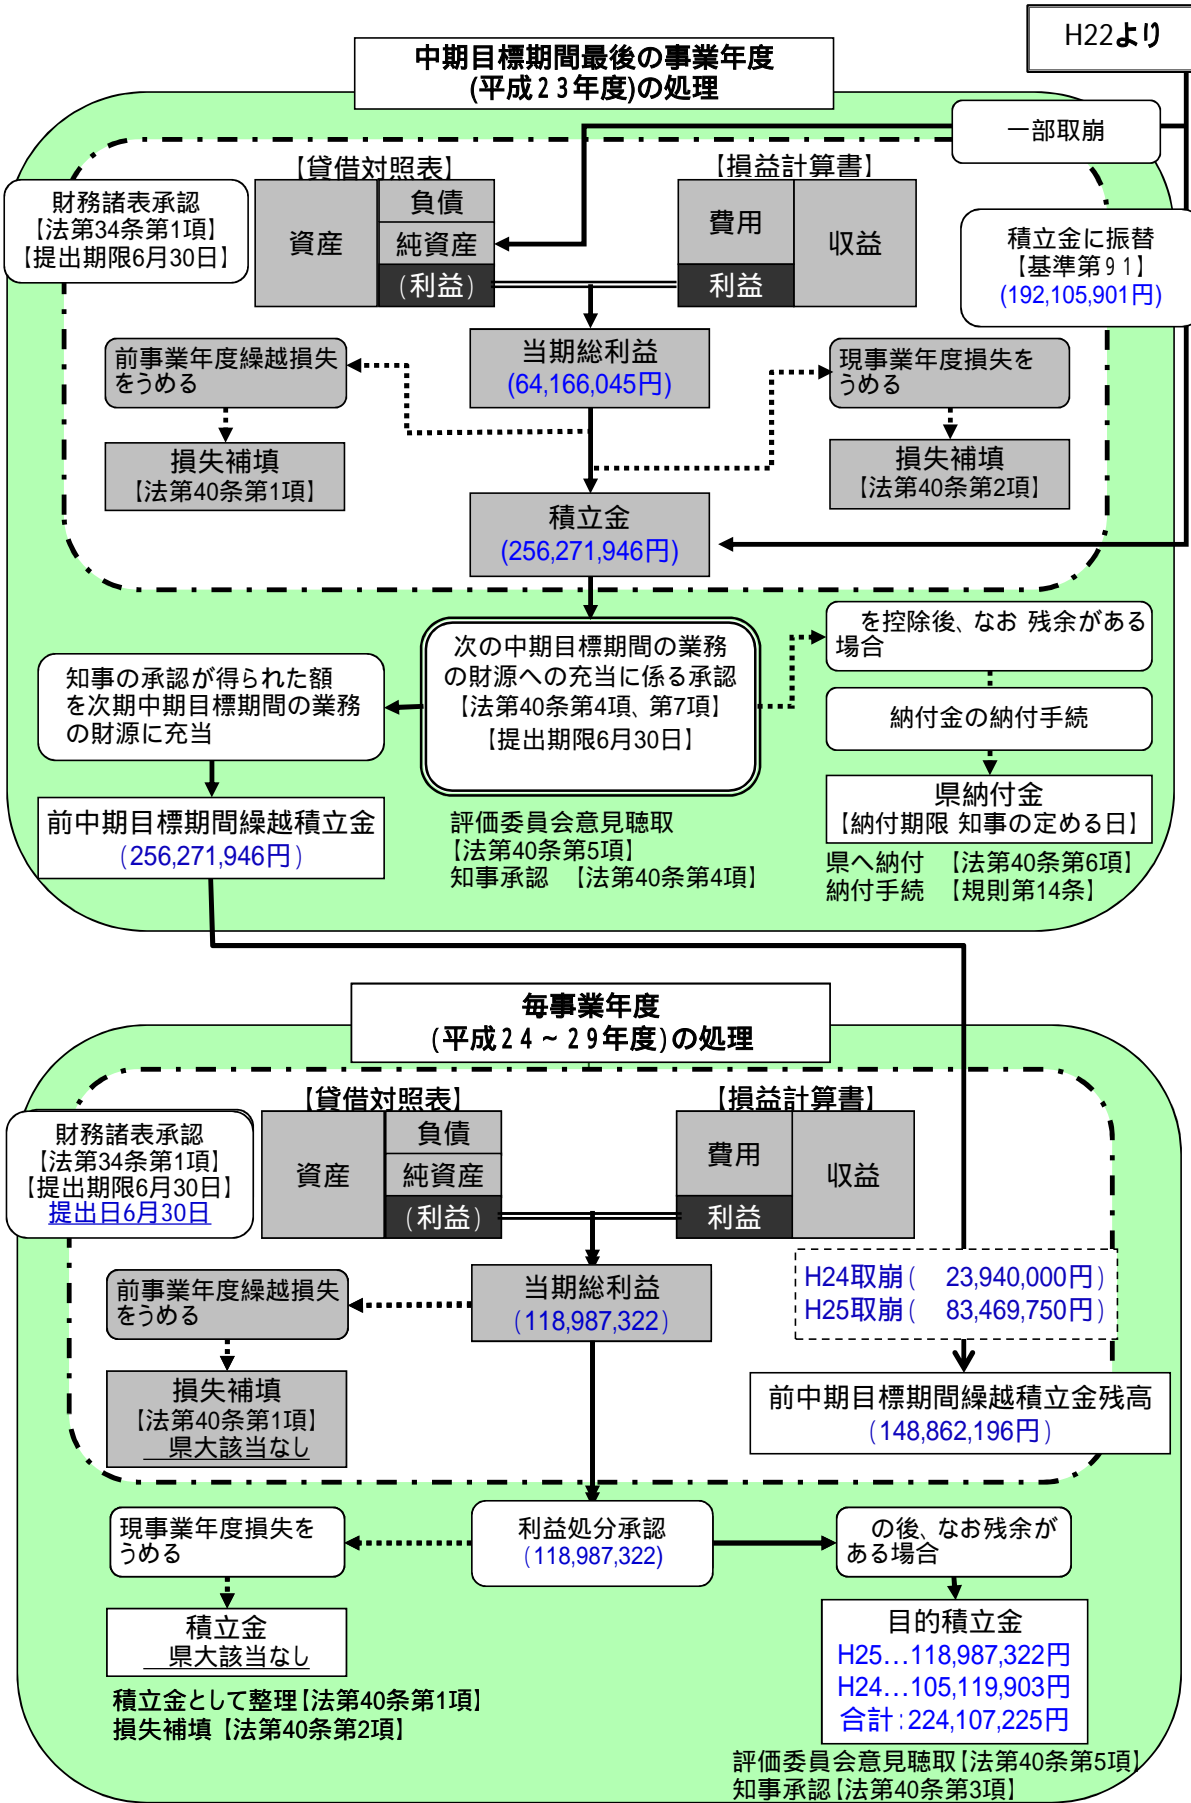 H22より
中期目標期間最後の事業年度
(平成23年度)の処理
一部取崩
【貸借対照表】
【損益計算書】
財務諸表承認
【法第34条第1項】
【提出期限6月30日】
資産
負債
純資産
(利益)
費用
利益
収益
積立金に振替
【基準第91】
(192,105,901円)
前事業年度繰越損失
をうめる
当期総利益
(64,166,045円)
現事業年度損失を
うめる
損失補填
【法第40条第1項】
損失補填
【法第40条第2項】
積立金
(256,271,946円)
次の中期目標期間の業務
の財源への充当に係る承認
【法第40条第4項、第7項】
【提出期限6月30日】
を控除後、なお 残余がある
場合
知事の承認が得られた額
を次期中期目標期間の業務
の財源に充当
納付金の納付手続
県納付金
【納付期限 知事の定める日】
前中期目標期間繰越積立金
(256,271,946円)
評価委員会意見聴取
【法第40条第5項】
知事承認 【法第40条第4項】
県へ納付 【法第40条第6項】
納付手続 【規則第14条】
毎事業年度
(平成24~29年度)の処理
【貸借対照表】
【損益計算書】
財務諸表承認
【法第34条第1項】
【提出期限6月30日】
提出日6月30日
資産
負債
純資産
(利益)
費用
利益
収益
前事業年度繰越損失
をうめる
当期総利益
(118,987,322)
H24取崩( 23,940,000円)
H25取崩( 83,469,750円)
損失補填
【法第40条第1項】
県大該当なし
前中期目標期間繰越積立金残高
(148,862,196円)
現事業年度損失を
うめる
利益処分承認
(118,987,322)
の後、なお残余が
ある場合
積立金
県大該当なし
目的積立金
H25…118,987,322円
H24…105,119,903円
合計:224,107,225円
積立金として整理【法第40条第1項】
損失補填【法第40条第2項】
評価委員会意見聴取【法第40条第5項】
知事承認【法第40条第3項】